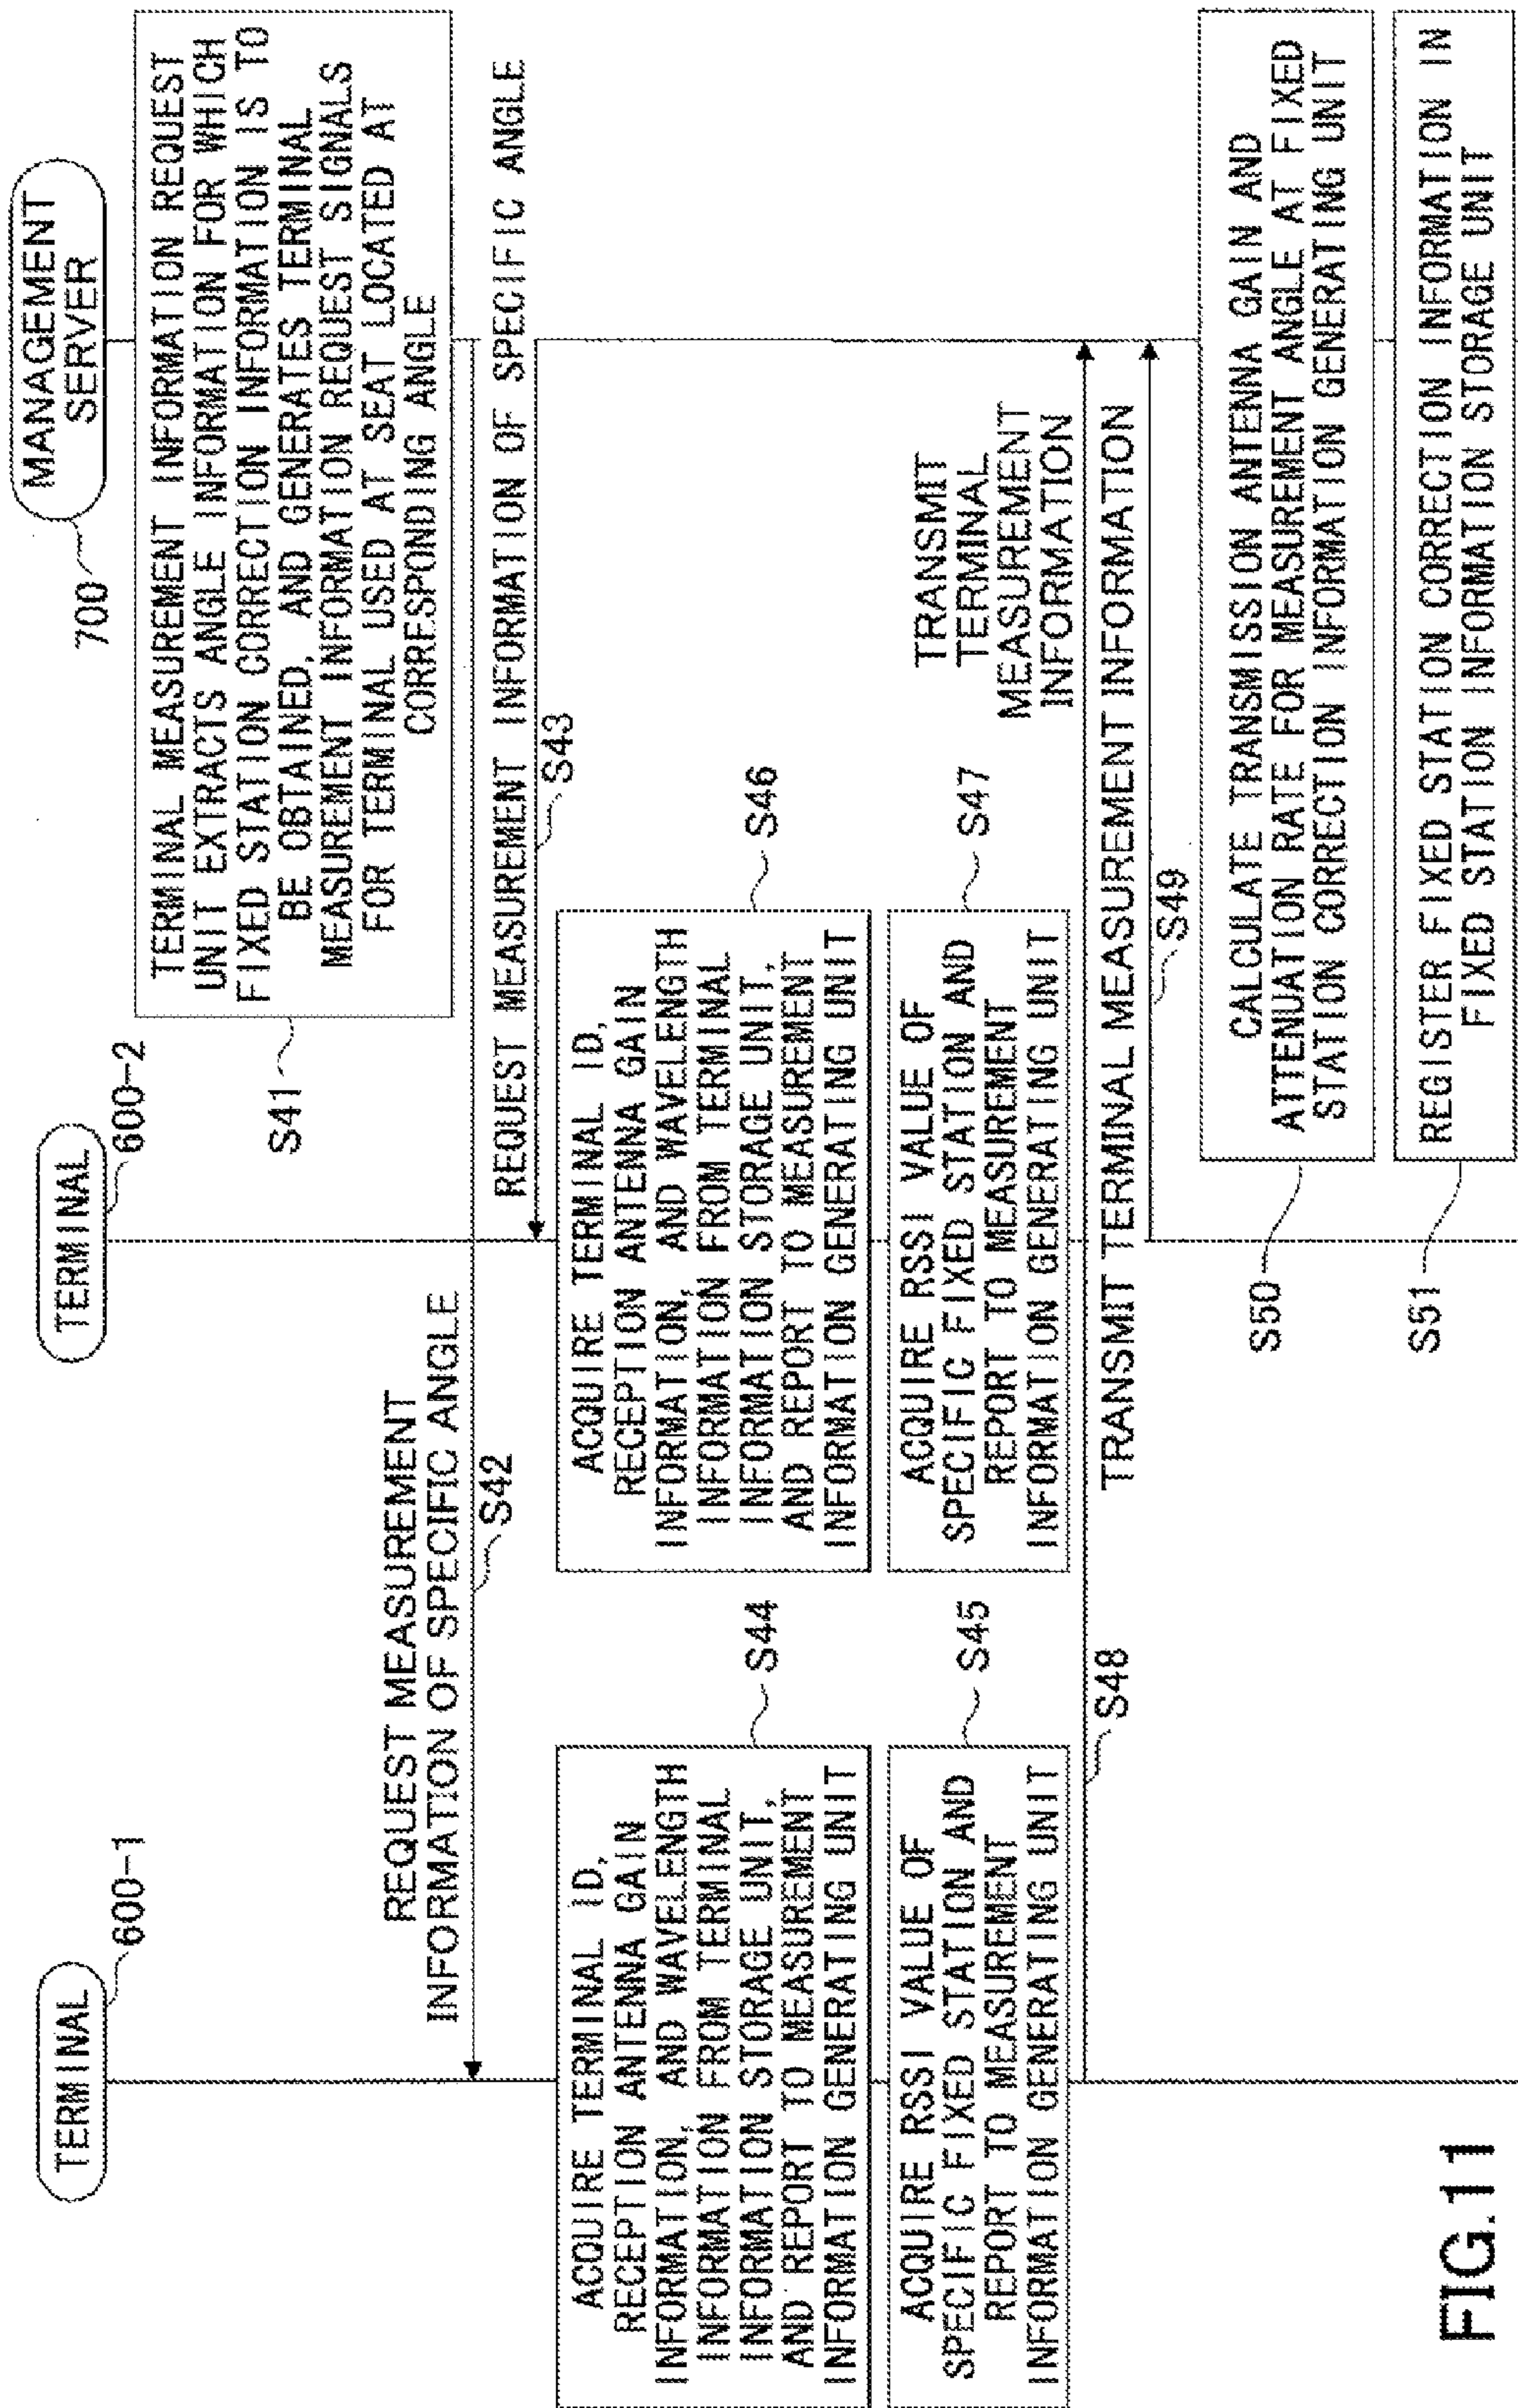 TERMINAL
600-1
TERMINAL
600-2
MANAGEMENT
SERVER
700
TERMINAL MEASUREMENT INFORMATION REQUEST
UNIT EXTRACTS ANGLE INFORMATION FOR WHICH
FIXED STATION CORRECTION INFORMATION IS TO
BE OBTAINED, AND GENERATES TERMINAL
MEASUREMENT INFORMATION REQUEST SIGNALS
FOR TERMINAL USED AT SEAT LOCATED AT
CORRESPONDING ANGLE
S41
REQUEST MEASUREMENT
INFORMATION OF SPECIFIC ANGLE
S42
REQUEST MEASUREMENT INFORMATION OF SPECIFIC ANGLE
S43
ACQUIRE TERMINAL ID,
RECEPTION ANTENNA GAIN
INFORMATION, AND WAVELENGTH
INFORMATION FROM TERMINAL
INFORMATION STORAGE UNIT,
AND REPORT TO MEASUREMENT
INFORMATION GENERATING UNIT
S44
ACQUIRE RSSI VALUE OF
SPECIFIC FIXED STATION AND
REPORT TO MEASUREMENT
INFORMATION GENERATING UNIT
S45
ACQUIRE TERMINAL ID,
RECEPTION ANTENNA GAIN
INFORMATION, AND WAVELENGTH
INFORMATION FROM TERMINAL
INFORMATION STORAGE UNIT,
AND REPORT TO MEASUREMENT
INFORMATION GENERATING UNIT
S46
ACQUIRE RSSI VALUE OF
SPECIFIC FIXED STATION AND
REPORT TO MEASUREMENT
INFORMATION GENERATING UNIT
S47
TRANSMIT
TERMINAL
MEASUREMENT
INFORMATION
S48
TRANSMIT TERMINAL MEASUREMENT INFORMATION
S49
CALCULATE TRANSMISSION ANTENNA GAIN AND
ATTENUATION RATE FOR MEASUREMENT ANGLE AT FIXED
STATION CORRECTION INFORMATION GENERATING UNIT
S50
REGISTER FIXED STATION CORRECTION INFORMATION IN
FIXED STATION INFORMATION STORAGE UNIT
S51
FIG.11